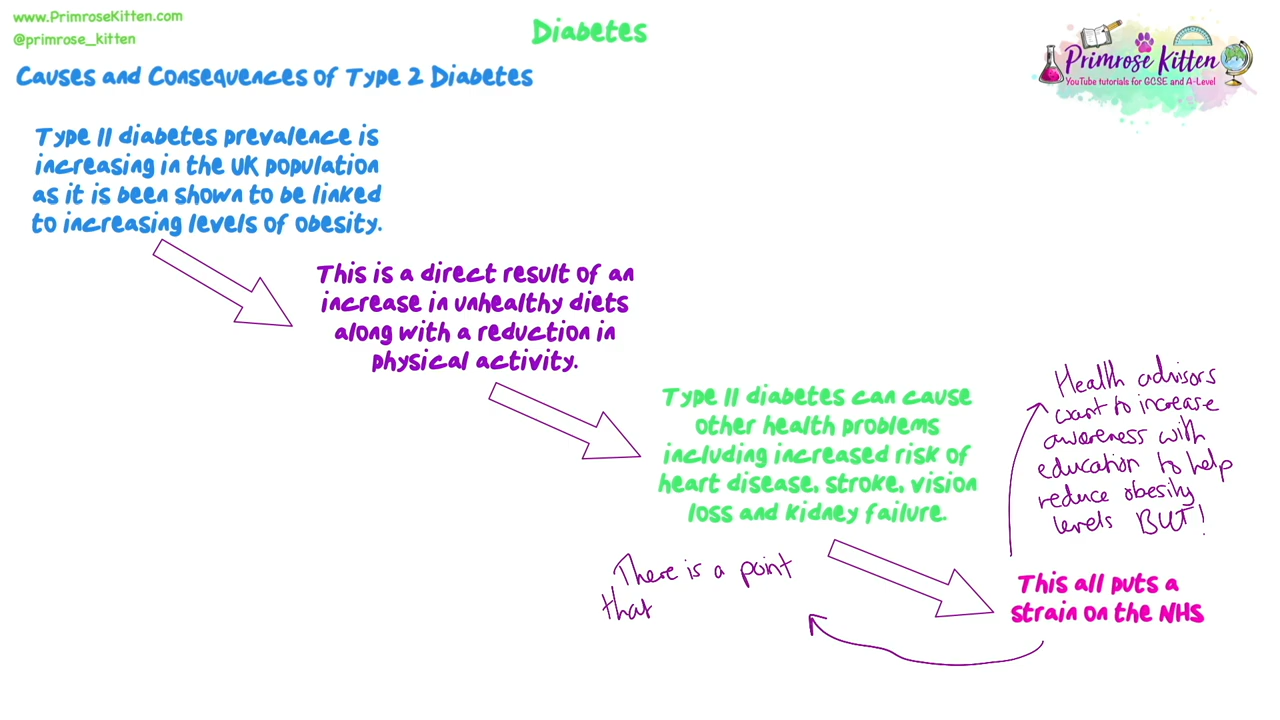 www.PrimroseKitten.com
@primrose_kitten
Diabetes
Primrose Kitten
YouTube tutorials for GCSE and A-Level
Causes and Consequences of Type 2 Diabetes
Type II diabetes prevalence is
increasing in the UK population
as it is been shown to be linked
to increasing levels of obesity.
This is a direct result of an
increase in unhealthy diets
along with a reduction in
physical activity.
Type II diabetes can cause
other health problems
including increased risk of
heart disease, stroke, vision
loss and kidney failure.
This all puts a
strain on the NHS
Health advisors
want to increase
awareness with
education to help
reduce obesity
levels BUT!
There is a point
that